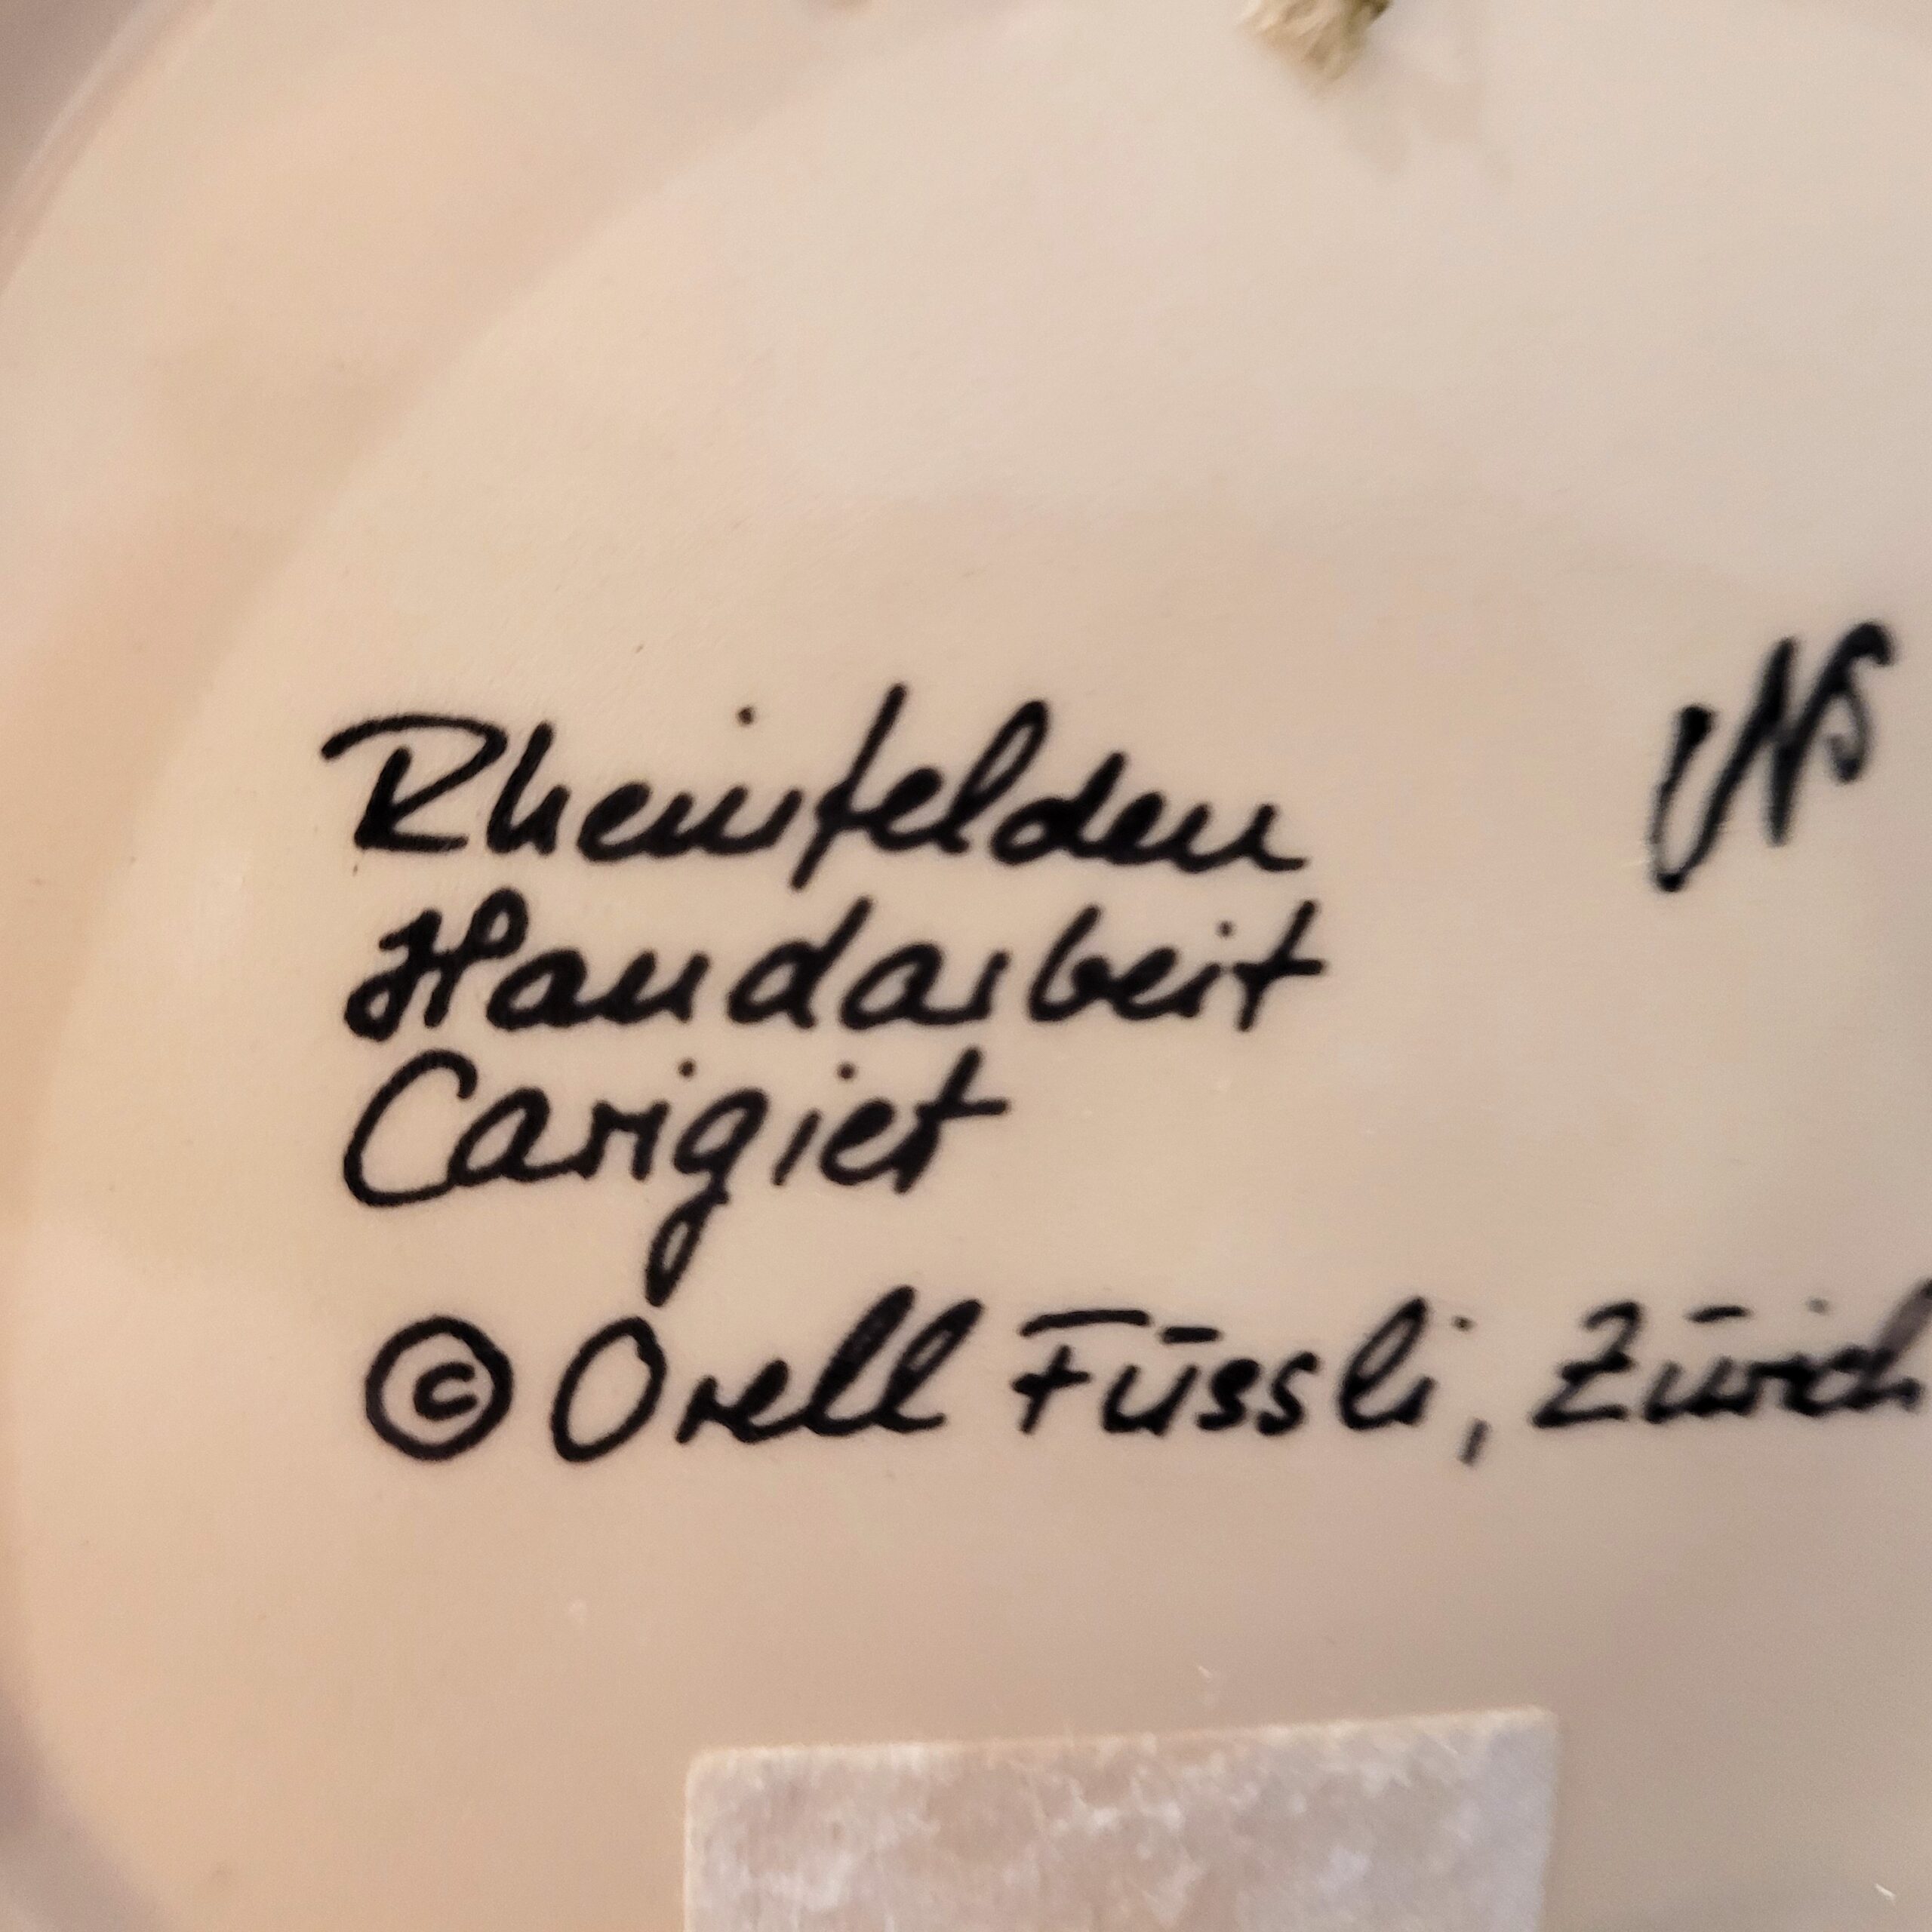 Rheinfelden
Handarbeit
Carigiet
© Orell Füssli, Zürich